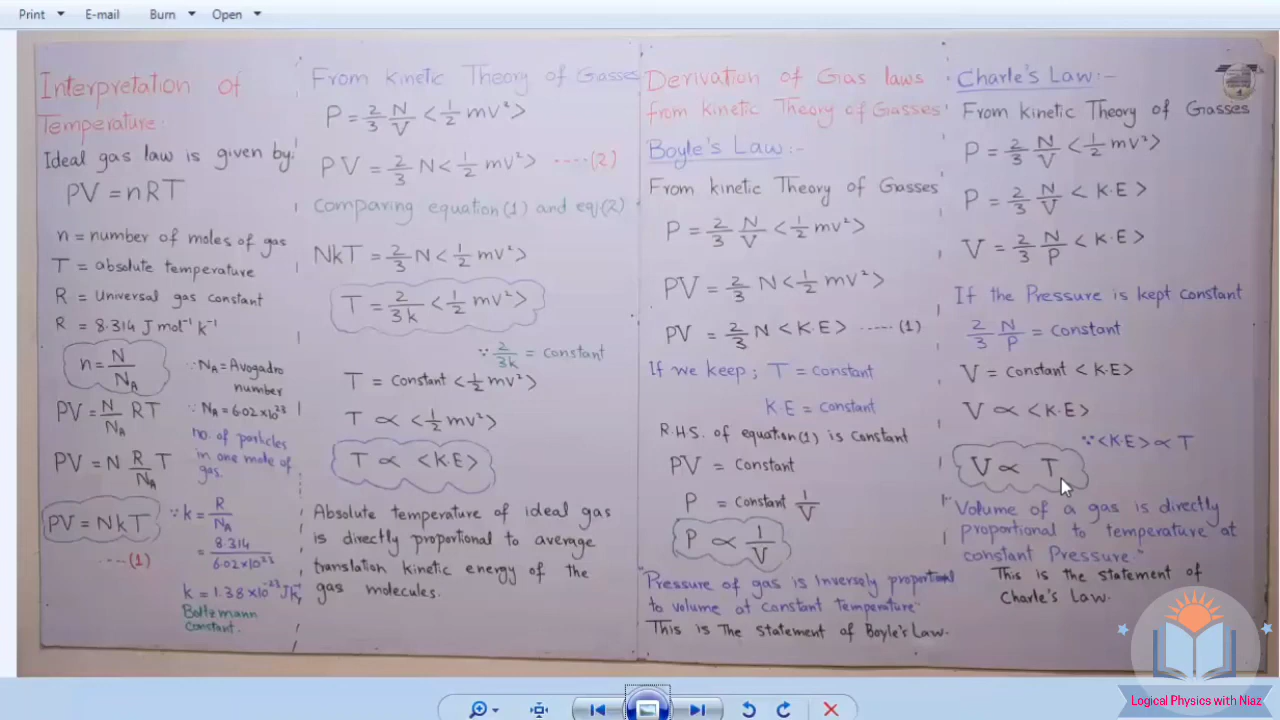 Print
E-mail
Burn
Open
Interpretation of
Temperature:
Ideal gas law is given by:
PV = nRT
n = number of moles of gas
T = absolute temperature
R = Universal gas constant
R = 8.314 J mol⁻¹ k⁻¹
n = N/N_A
∵ N_A = Avogadro
number
PV = N/N_A RT
∵ N_A = 6.02×10²³
no. of particles
in one mole of
gas.
PV = N R/N_A T
PV = NkT
----(1)
∵ k = R/N_A
= 8.314/6.02×10²³
k = 1.38×10⁻²³ Jk⁻¹
Boltzmann
Constant.
From kinetic Theory of Gasses
P = 2/3 N/V <1/2 mv²>
PV = 2/3 N <1/2 mv²> ----(2)
Comparing equation(1) and eq(2)
NkT = 2/3 N <1/2 mv²>
T = 2/3k <1/2 mv²>
∵ 2/3k = constant
T = Constant <1/2 mv²>
T ∝ <1/2 mv²>
T ∝ <K.E>
Absolute temperature of ideal gas
is directly proportional to average
translation kinetic energy of the
gas molecules.
Derivation of Gas laws
from kinetic Theory of Gasses
Boyle's Law:-
From kinetic Theory of Gasses
P = 2/3 N/V <1/2 mv²>
PV = 2/3 N <1/2 mv²>
PV = 2/3 N <K.E> ----(1)
If we keep; T = constant
K.E = Constant
R.H.S. of equation(1) is Constant
PV = Constant
P = Constant 1/V
P ∝ 1/V
Pressure of gas is Inversely proportional
to volume at constant Temperature"
This is The statement of Boyle's Law.
Charle's Law:-
From Kinetic Theory of Gasses
P = 2/3 N/V <1/2 mv²>
P = 2/3 N/V <K.E>
V = 2/3 N/P <K.E>
If the Pressure is kept constant
2/3 N/P = Constant
V = Constant <K.E>
V ∝ <K.E>
∵ <K.E> ∝ T
V ∝ T
"Volume of a gas is directly
proportional to temperature at
constant Pressure."
This is the statement of
Charle's Law.
Logical Physics with Niaz